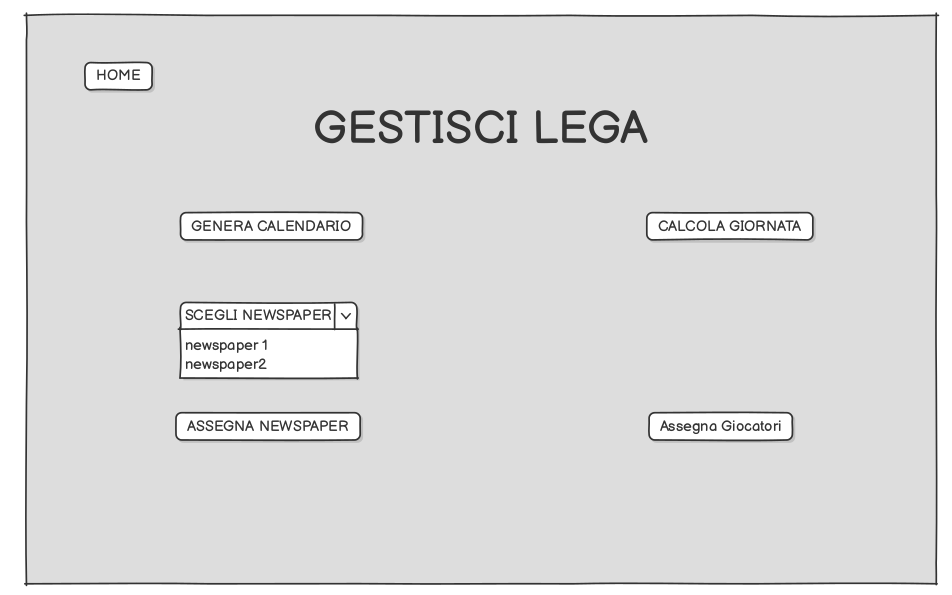 HOME
GESTISCI LEGA
GENERA CALENDARIO
CALCOLA GIORNATA
SCEGLI NEWSPAPER
newspaper 1
newspaper2
ASSEGNA NEWSPAPER
Assegna Giocatori